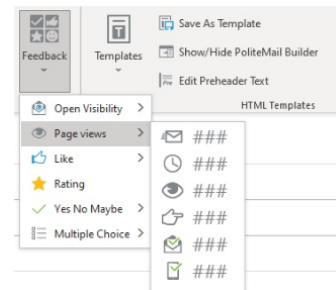 Feedback
Templates
Save As Template
Show/Hide PoliteMail Builder
Edit Preheader Text
HTML Templates
Open Visibility
Page views
Like
Rating
Yes No Maybe
Multiple Choice
###
###
###
###
###
###